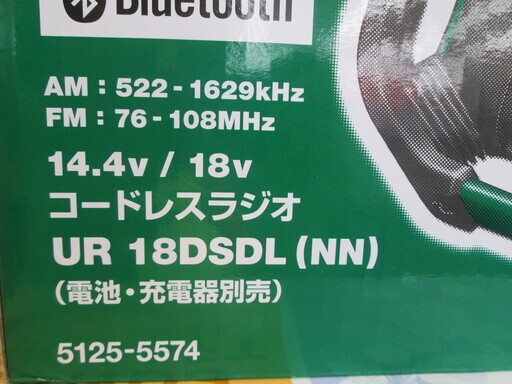 Bluetooth
AM : 522 - 1629kHz
FM : 76 - 108MHz
14.4v / 18v
コードレスラジオ
UR 18DSDL (NN)
(電池・充電器別売)
5125-5574